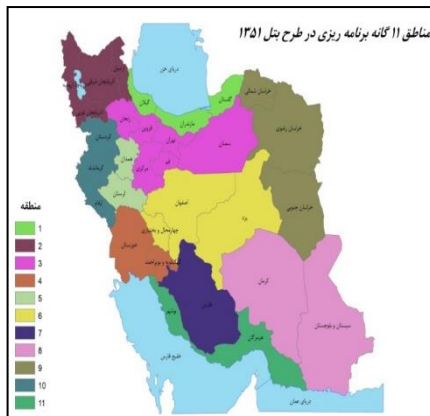 مناطق ۱۱ گانه برنامه ریزی در طرح بتل ۱۳۵۱
دریای خزر
اردبیل
آذربایجان شرقی
آذربایجان غربی
گیلان
گلستان
مازندران
خراسان شمالی
خراسان رضوی
خراسان جنوبی
زنجان
قزوین
تهران
سمنان
قم
مرکزی
کردستان
کرمانشاه
همدان
لرستان
ایلام
اصفهان
یزد
چهارمحال و بختیاری
خوزستان
کهگیلویه و بویراحمد
فارس
بوشهر
کرمان
سیستان و بلوچستان
هرمزگان
خلیج فارس
دریای عمان
منطقه
1
2
3
4
5
6
7
8
9
10
11